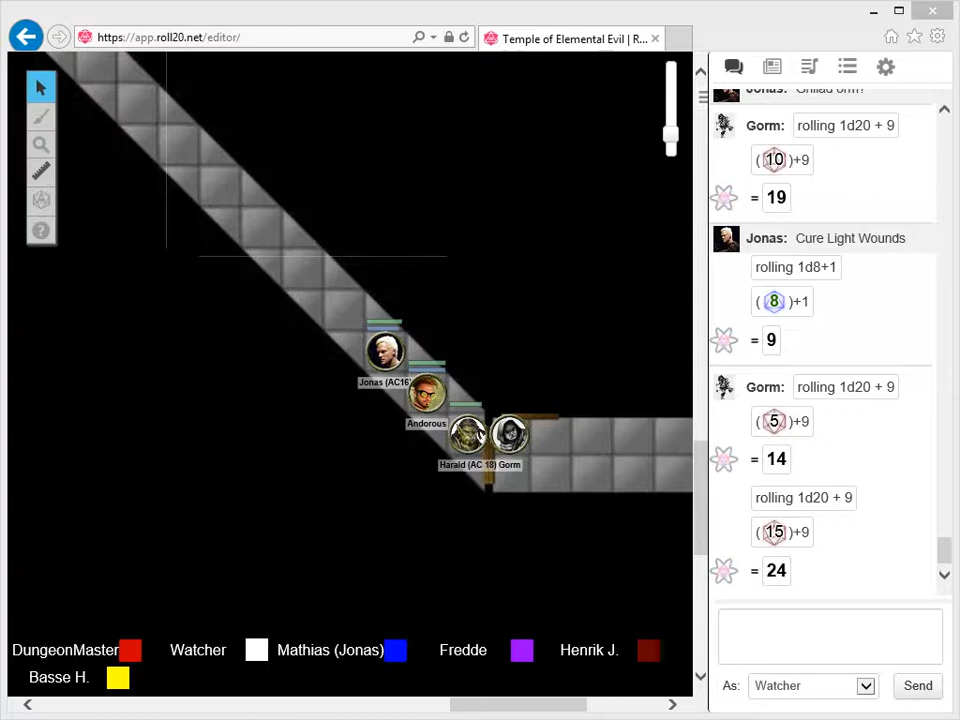 https://app.roll20.net/editor/
Temple of Elemental Evil | R...
Jonas:
Gorm: rolling 1d20 + 9
(10)+9
= 19
Jonas: Cure Light Wounds
rolling 1d8+1
(8)+1
= 9
Gorm: rolling 1d20 + 9
(5)+9
= 14
rolling 1d20 + 9
(15)+9
= 24
Jonas (AC16)
Andorous
Harald (AC 18) Gorm
DungeonMaster
Watcher
Mathias (Jonas)
Fredde
Henrik J.
Basse H.
As: Watcher
Send